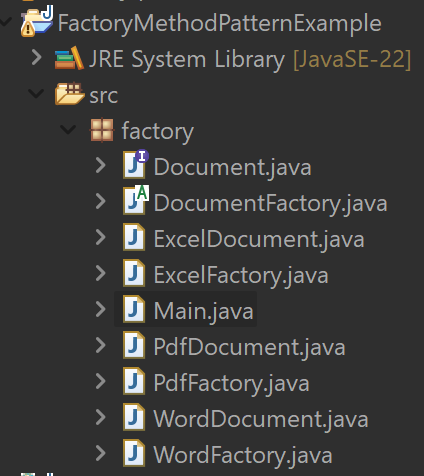 FactoryMethodPatternExample
JRE System Library [JavaSE-22]
src
factory
Document.java
DocumentFactory.java
ExcelDocument.java
ExcelFactory.java
Main.java
PdfDocument.java
PdfFactory.java
WordDocument.java
WordFactory.java